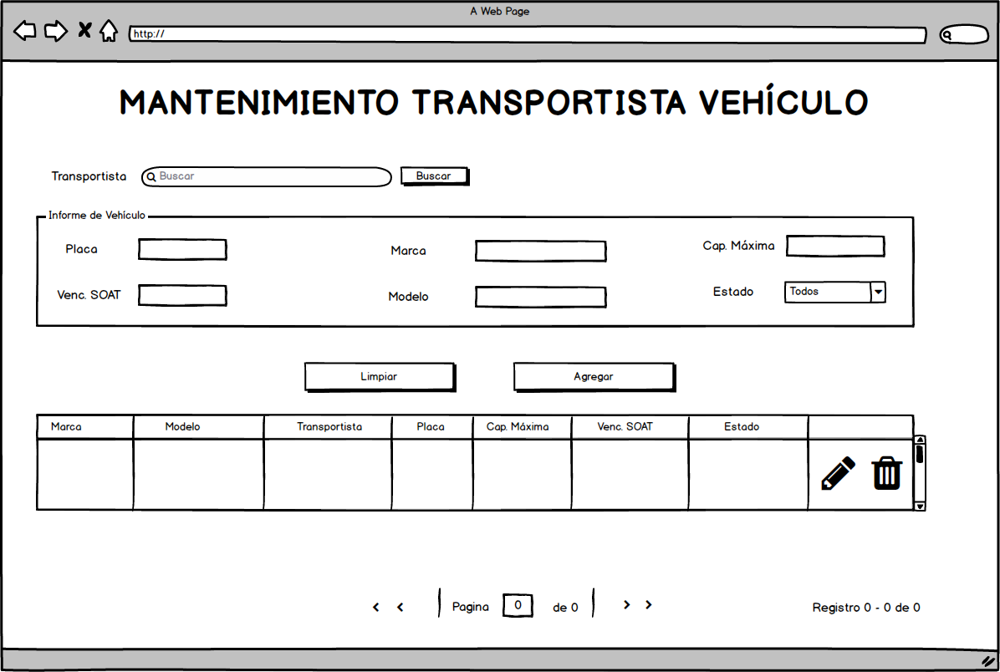 A Web Page
http://
MANTENIMIENTO TRANSPORTISTA VEHÍCULO
Transportista Buscar Buscar
Informe de Vehículo
Placa Marca Cap. Máxima
Venc. SOAT Modelo Estado Todos
Limpiar Agregar
Marca Modelo Transportista Placa Cap. Máxima Venc. SOAT Estado
Pagina 0 de 0 Registro 0 - 0 de 0